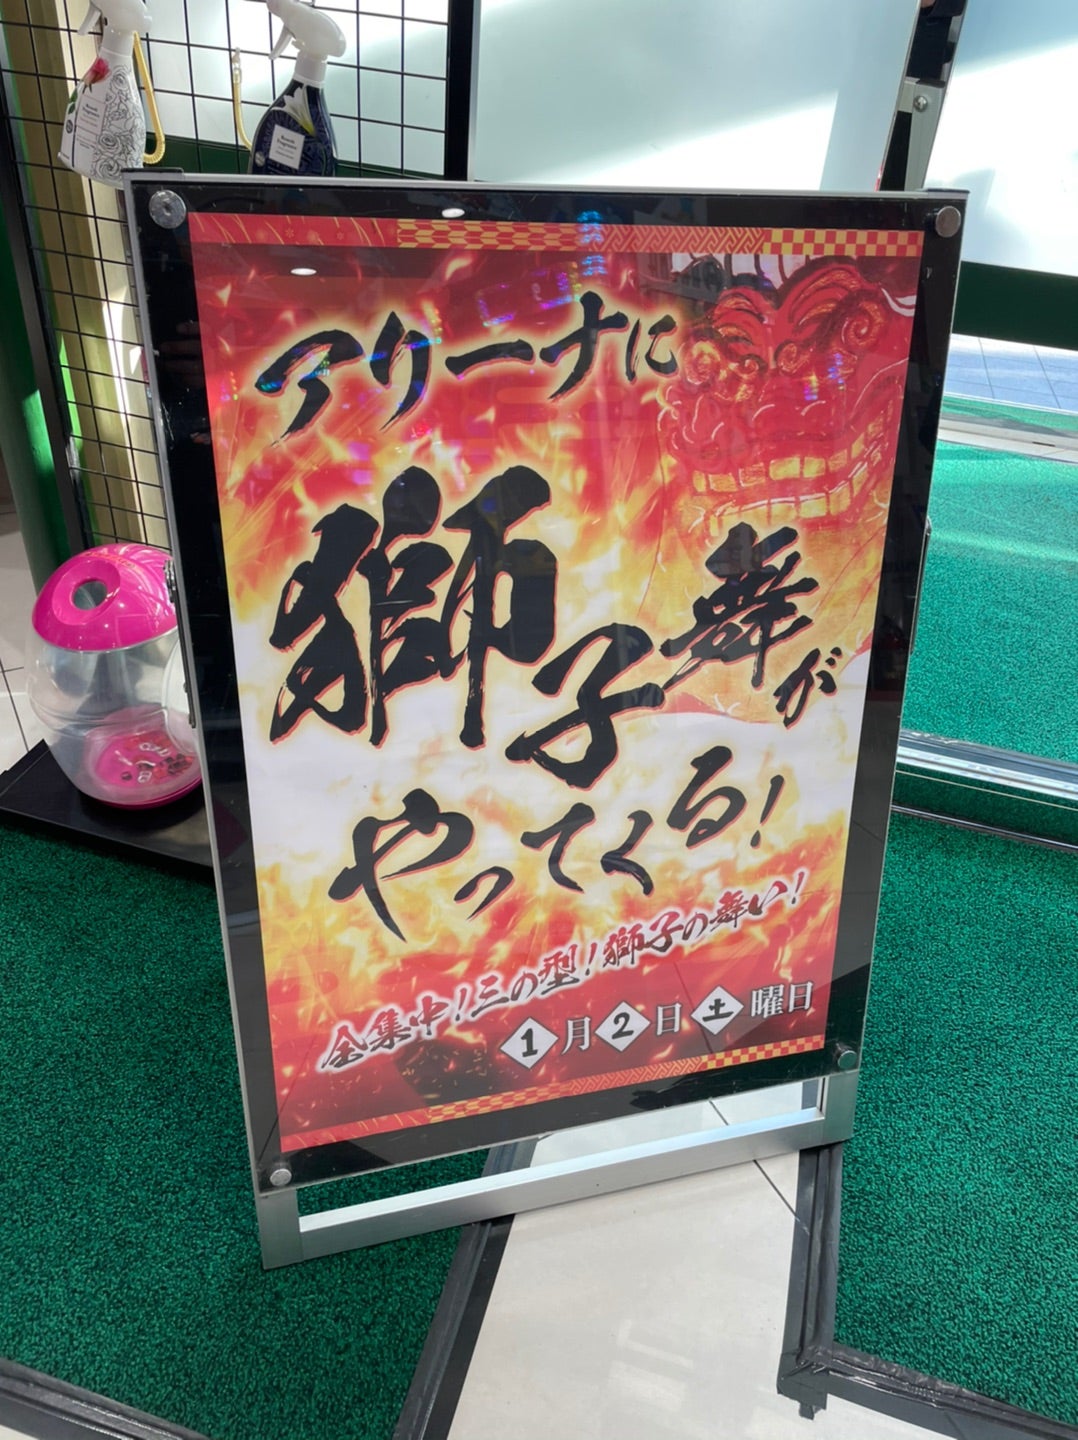 アリーナに
獅子舞が
やってくる!
全集中!三の型!獅子の舞い!
1月2日土曜日